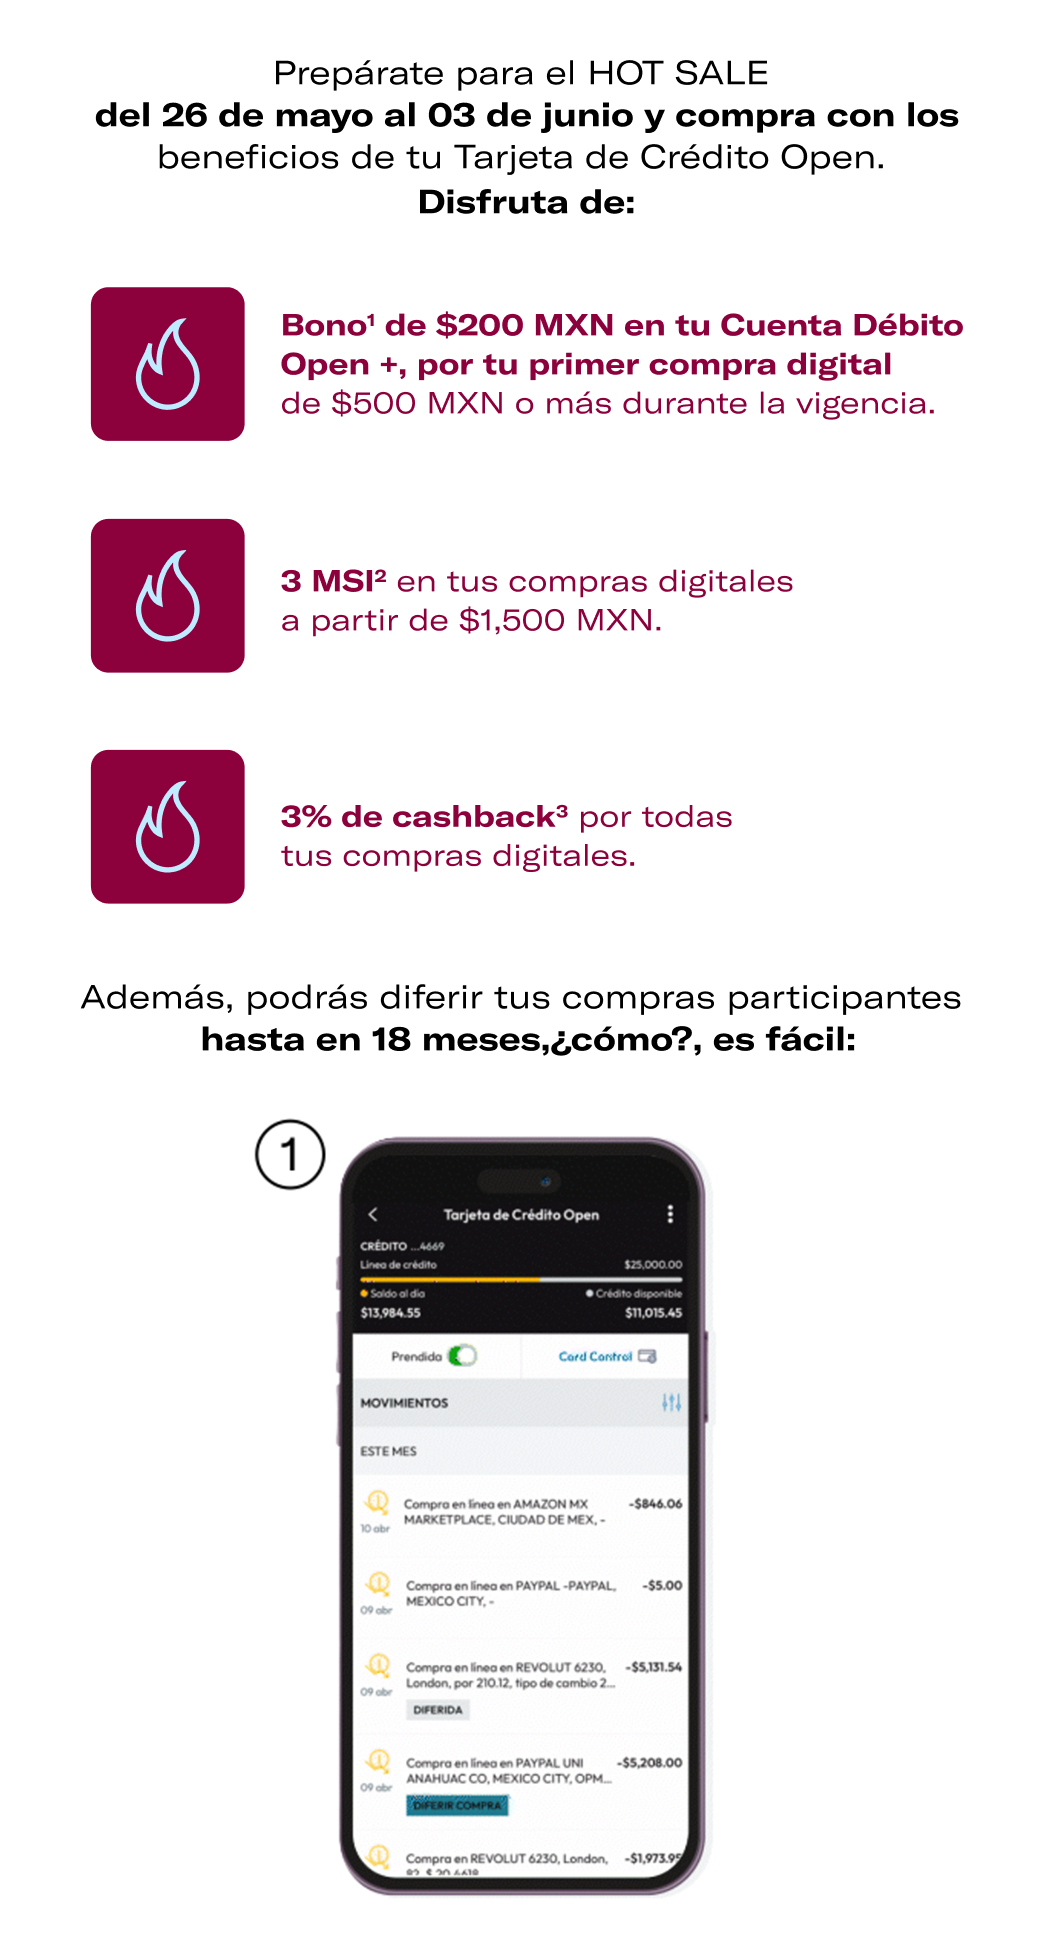 Prepárate para el HOT SALE
del 26 de mayo al 03 de junio y compra con los
beneficios de tu Tarjeta de Crédito Open.
Disfruta de:
Bono¹ de $200 MXN en tu Cuenta Débito
Open +, por tu primer compra digital
de $500 MXN o más durante la vigencia.
3 MSI² en tus compras digitales
a partir de $1,500 MXN.
3% de cashback³ por todas
tus compras digitales.
Además, podrás diferir tus compras participantes
hasta en 18 meses,¿cómo?, es fácil:
1
Tarjeta de Crédito Open
CRÉDITO ...4669
Línea de crédito $25,000.00
Saldo al día Crédito disponible
$13,984.55 $11,015.45
Prendida Card Control
MOVIMIENTOS
ESTE MES
Compra en línea en AMAZON MX -$846.06
MARKETPLACE, CIUDAD DE MEX, -
10 abr
Compra en línea en PAYPAL -PAYPAL, -$5.00
MEXICO CITY, -
09 abr
Compra en línea en REVOLUT 6230, -$5,131.54
London, por 210.12, tipo de cambio 2...
09 abr
DIFERIDA
Compra en línea en PAYPAL UNI -$5,208.00
ANAHUAC CO, MEXICO CITY, OPM...
09 abr
DIFERIR COMPRA
Compra en REVOLUT 6230, London, -$1,973.95